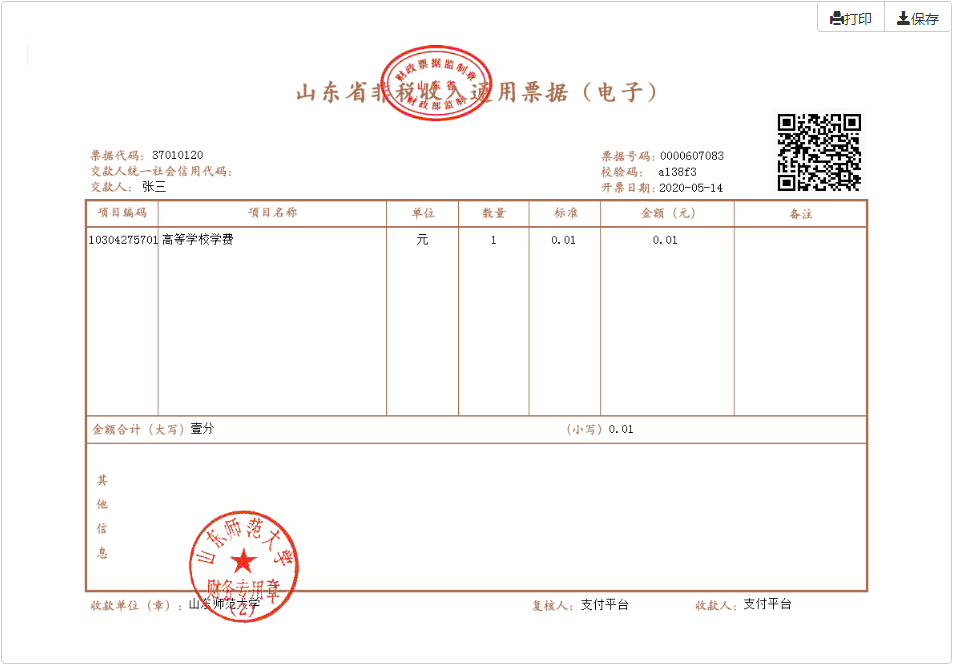 打印 保存
财政票据监制章
山东省
财政部监制
山东省非税收入通用票据（电子）
票据代码：37010120 票据号码：0000607083
交款人统一社会信用代码： 校验码： a138f3
交款人： 张三 开票日期：2020-05-14
项目编码 项目名称 单位 数量 标准 金额（元） 备注
10304275701 高等学校学费 元 1 0.01 0.01
金额合计（大写）壹分 （小写）0.01
其
他
信
息
山东师范大学
财务专用章
(2)
收款单位（章）：山东师范大学 复核人：支付平台 收款人：支付平台